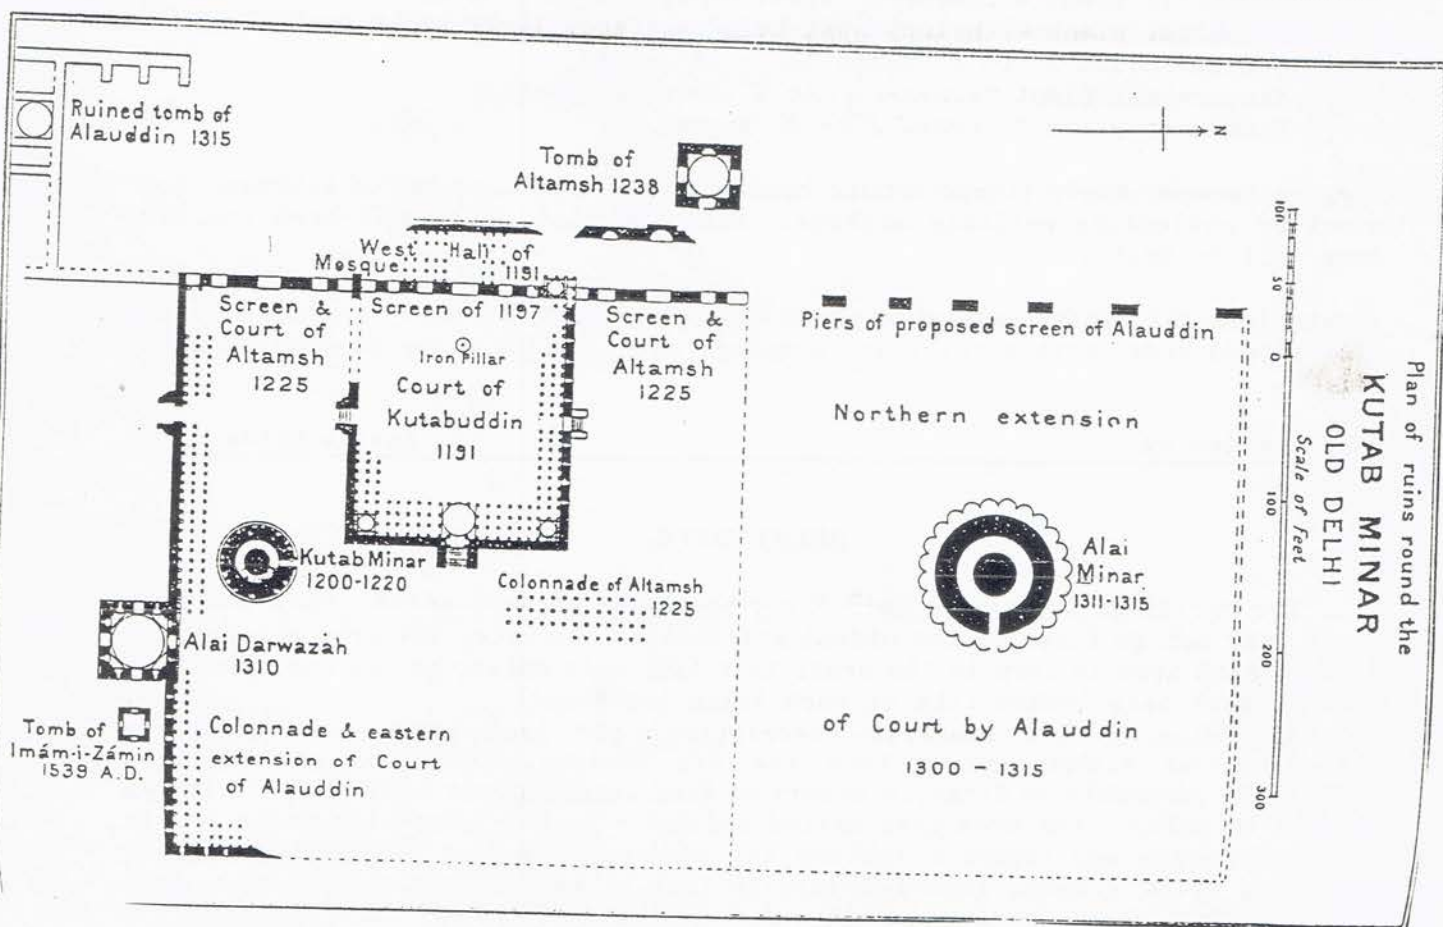 Ruined tomb of
Alauddin 1315
Tomb of
Altamsh 1238
N
West Hall of
Mosque 1191
Screen &
Court of
Altamsh
1225
Screen of 1197
Iron Pillar
Court of
Kutabuddin
1191
Screen &
Court of
Altamsh
1225
Piers of proposed screen of Alauddin
Northern extension
Kutab Minar
1200-1220
Colonnade of Altamsh
1225
Alai
Minar
1311-1315
Alai Darwazah
1310
Tomb of
Imám-i-Zámin
1539 A.D.
Colonnade & eastern
extension of Court
of Alauddin
of Court by Alauddin
1300 - 1315
Plan of ruins round the
KUTAB MINAR
OLD DELHI
Scale of Feet
100
50
0
100
200
300